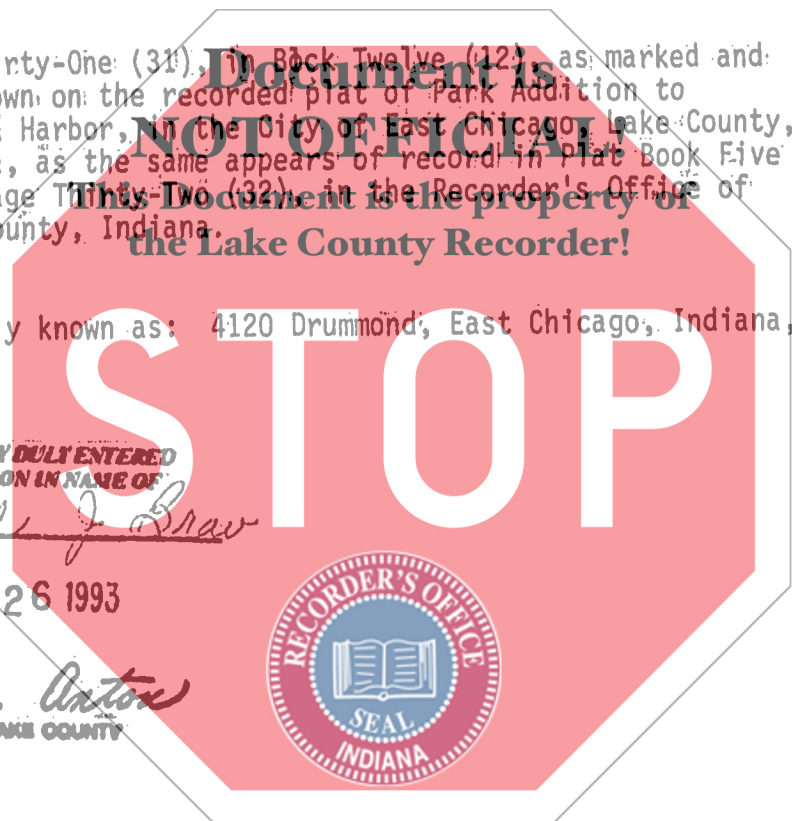 rty-One (31), in Block Twelve (12), as marked and
own on the recorded plat of Park Addition to
Harbor, in the City of East Chicago, Lake County,
, as the same appears of record in Plat Book Five
age Thirty Two (32), in the Recorder's Office of
ounty, Indiana.
Document is
NOT OFFICIAL!
This Document is the property of
the Lake County Recorder!
y known as: 4120 Drummond, East Chicago, Indiana,
STOP
Y DULY ENTERED
ON IN NAME OF
J.
26 1993
Anton
AKE COUNTY
RECORDER'S OFFICE
SEAL
INDIANA